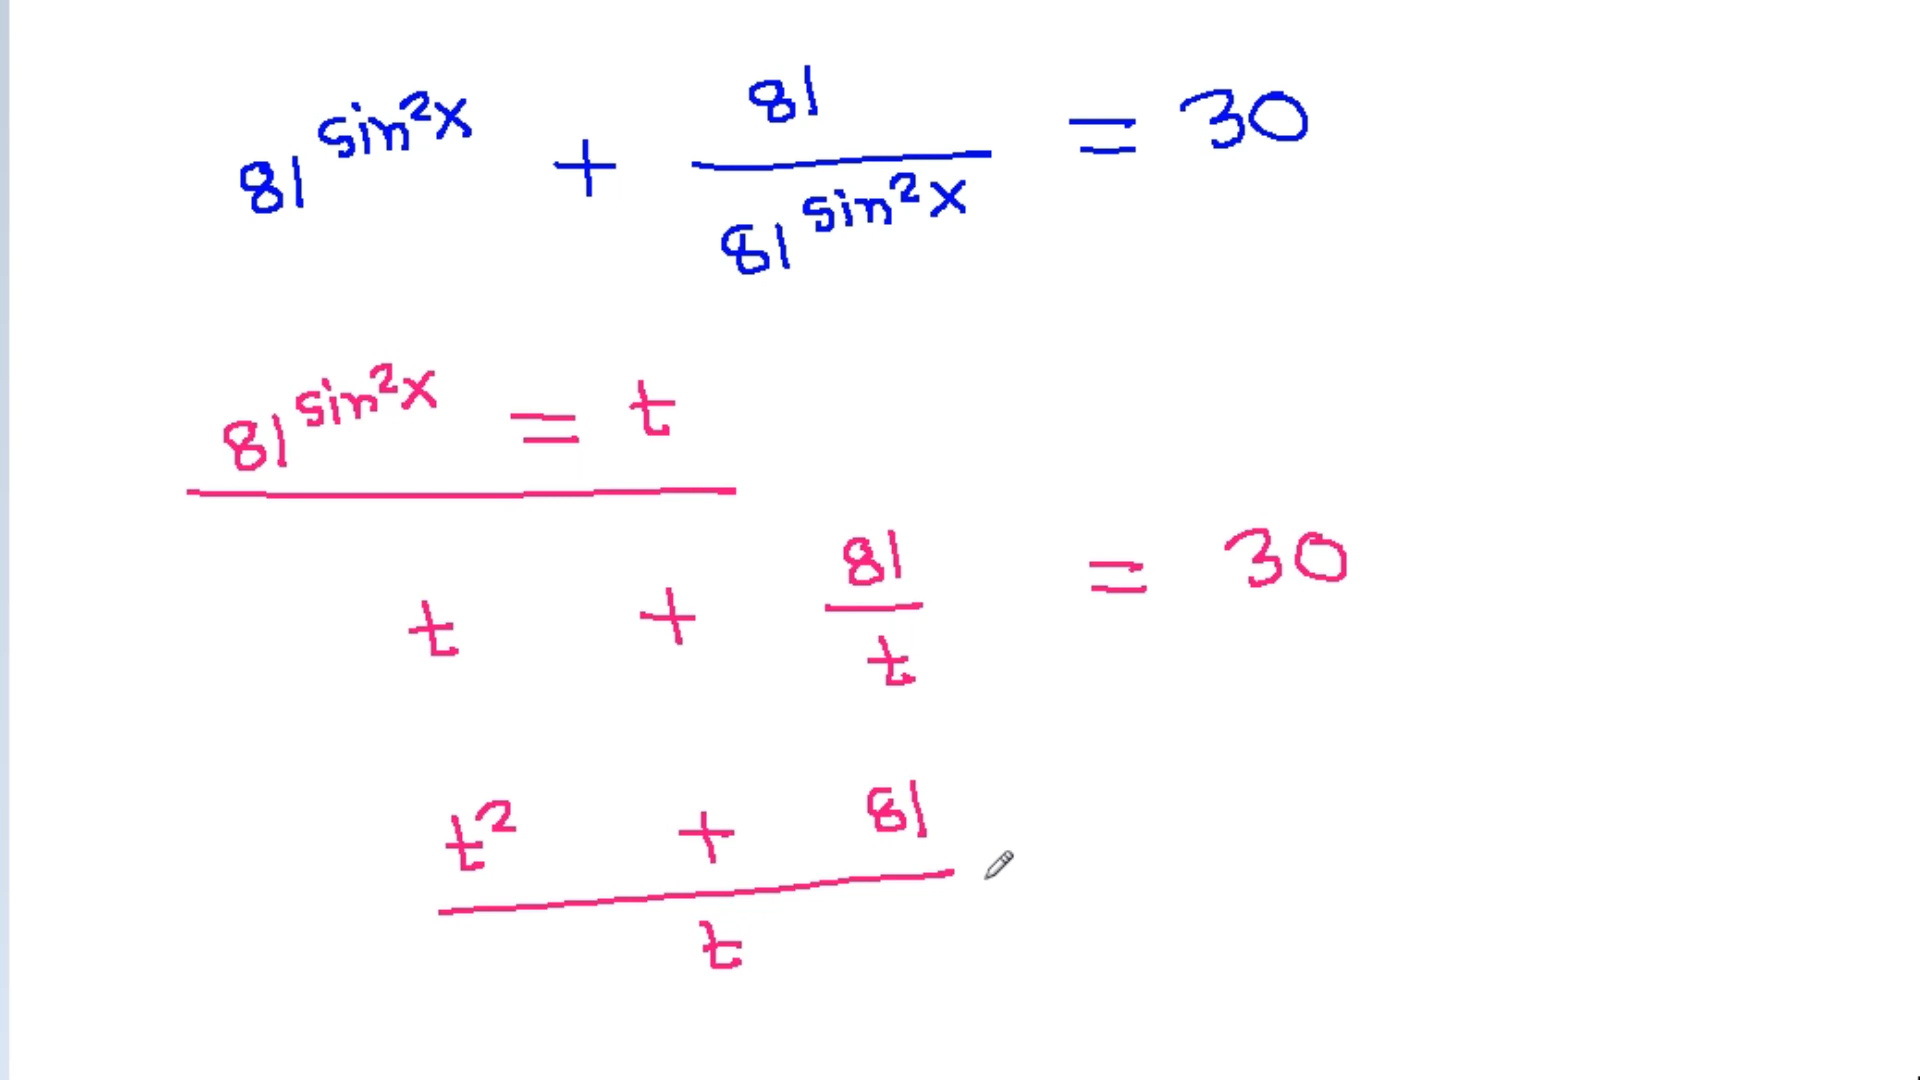 81^{sin²x} + 81/81^{sin²x} = 30
81^{sin²x} = t
t + 81/t = 30
t² + 81/t